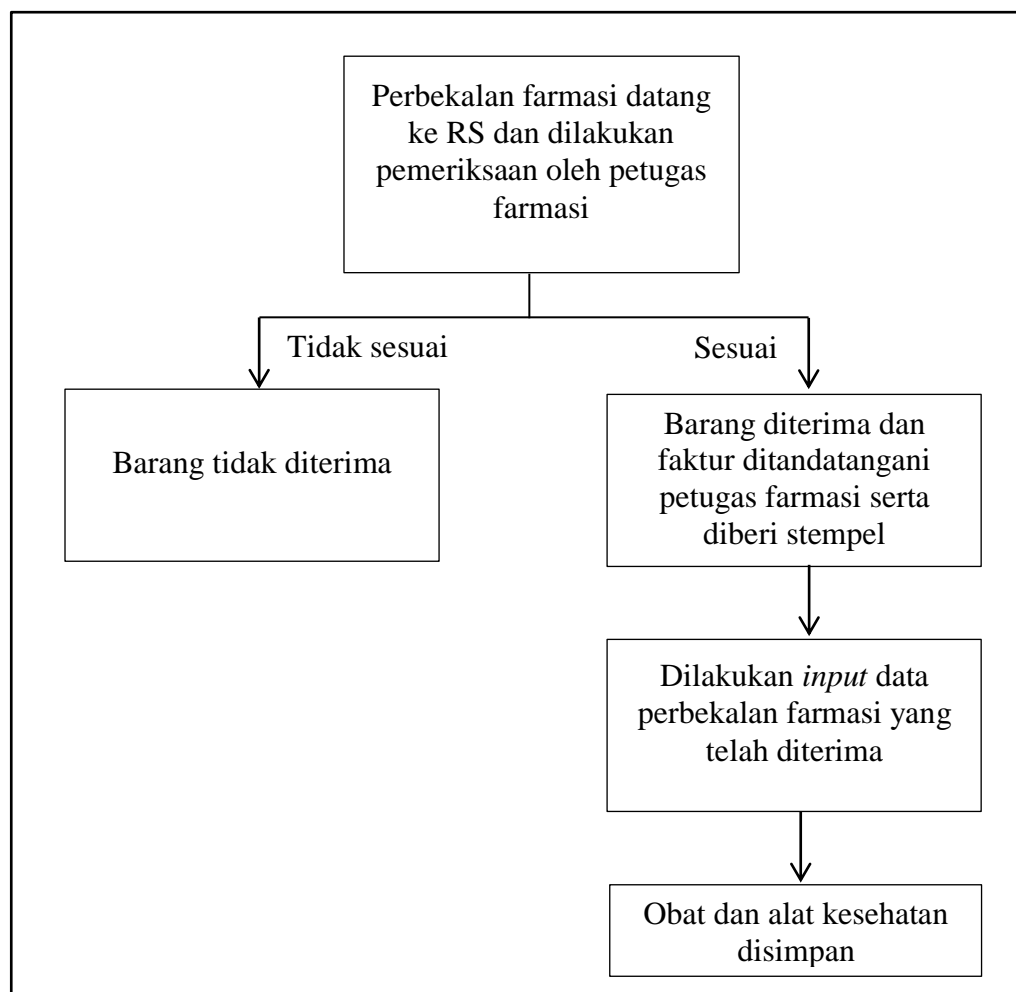 Perbekalan farmasi datang
ke RS dan dilakukan
pemeriksaan oleh petugas
farmasi
Tidak sesuai
Sesuai
Barang tidak diterima
Barang diterima dan
faktur ditandatangani
petugas farmasi serta
diberi stempel
Dilakukan input data
perbekalan farmasi yang
telah diterima
Obat dan alat kesehatan
disimpan